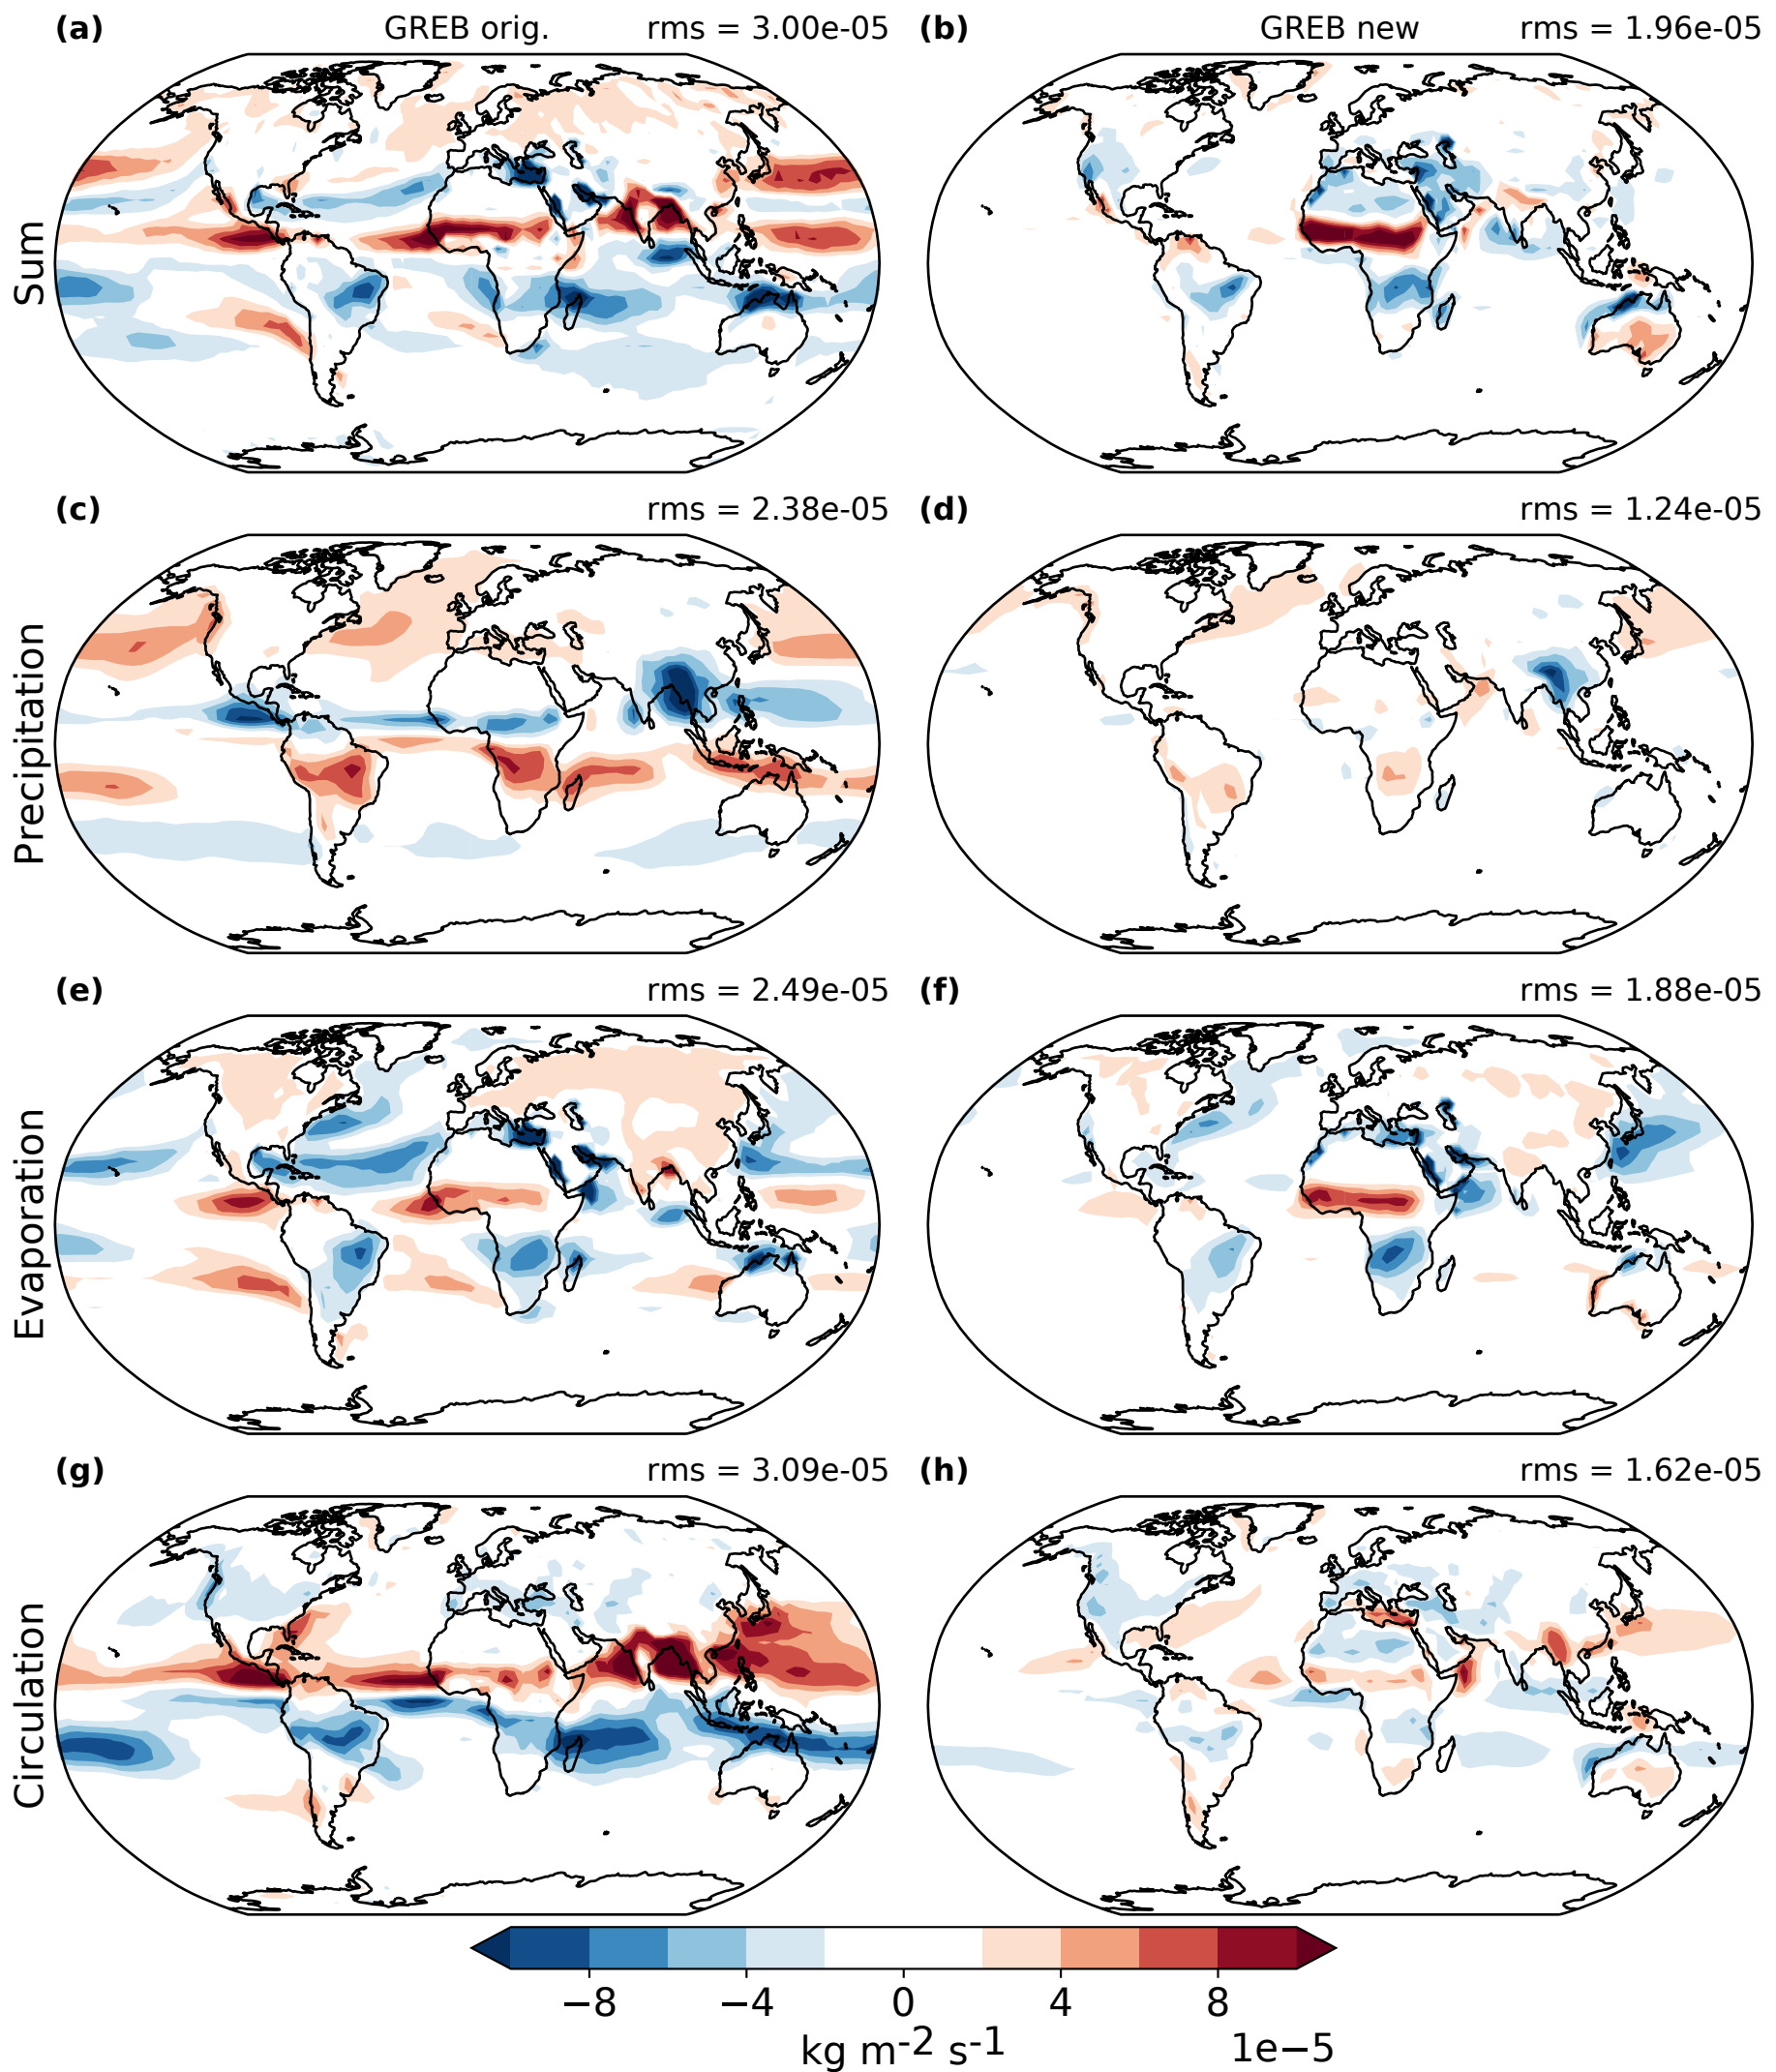 (a) GREB orig. rms = 3.00e-05 (b) GREB new rms = 1.96e-05
Sum
(c) rms = 2.38e-05 (d) rms = 1.24e-05
Precipitation
(e) rms = 2.49e-05 (f) rms = 1.88e-05
Evaporation
(g) rms = 3.09e-05 (h) rms = 1.62e-05
Circulation
−8 −4 0 4 8
kg m-2 s-1 1e−5